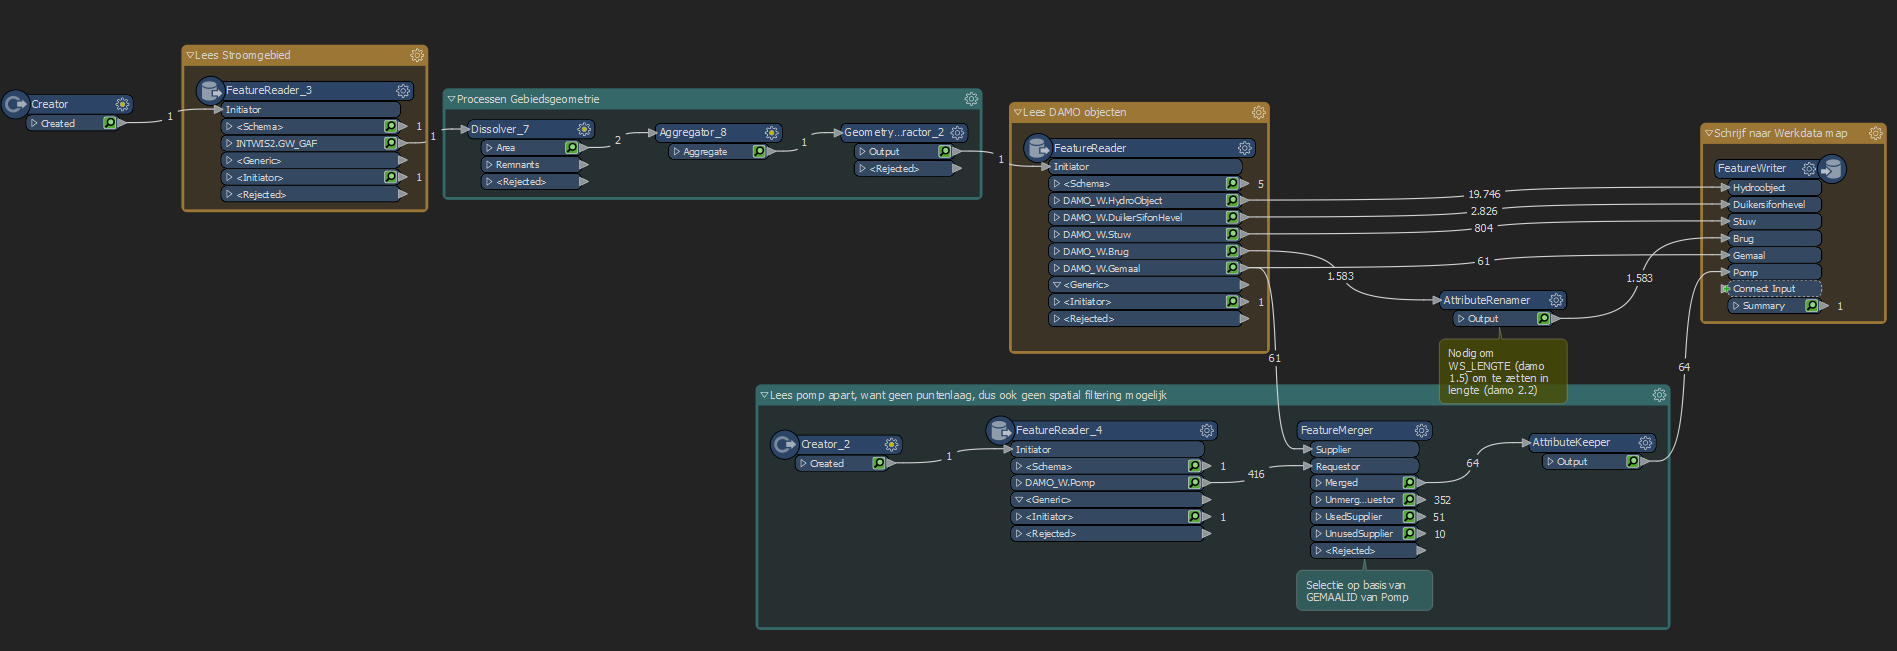 Lees Stroomgebied
Creator
Created
1
FeatureReader_3
Initiator
<Schema>
1
INTWIS2.GW_GAF
<Generic>
<Initiator>
1
<Rejected>
1
Processen Gebiedsgeometrie
Dissolver_7
Area
Remnants
<Rejected>
2
Aggregator_8
Aggregate
1
Geometry...ractor_2
Output
<Rejected>
1
Lees DAMO objecten
FeatureReader
Initiator
<Schema>
5
DAMO_W.HydroObject
DAMO_W.DuikerSifonHevel
DAMO_W.Stuw
DAMO_W.Brug
DAMO_W.Gemaal
<Generic>
<Initiator>
1
<Rejected>
19.746
2.826
804
61
1.583
1.583
61
64
AttributeRenamer
Output
Nodig om
WS_LENGTE (damo
1.5) om te zetten in
lengte (damo 2.2)
Schrijf naar Werkdata map
FeatureWriter
Hydroobject
Duikersifonhevel
Stuw
Brug
Gemaal
Pomp
Connect Input
Summary
1
Lees pomp apart, want geen puntenlaag, dus ook geen spatial filtering mogelijk
Creator_2
Created
1
FeatureReader_4
Initiator
<Schema>
1
DAMO_W.Pomp
<Generic>
<Initiator>
1
<Rejected>
416
FeatureMerger
Supplier
Requestor
Merged
Unmerg...uestor
352
UsedSupplier
51
UnusedSupplier
10
<Rejected>
64
AttributeKeeper
Output
Selectie op basis van
GEMAALID van Pomp